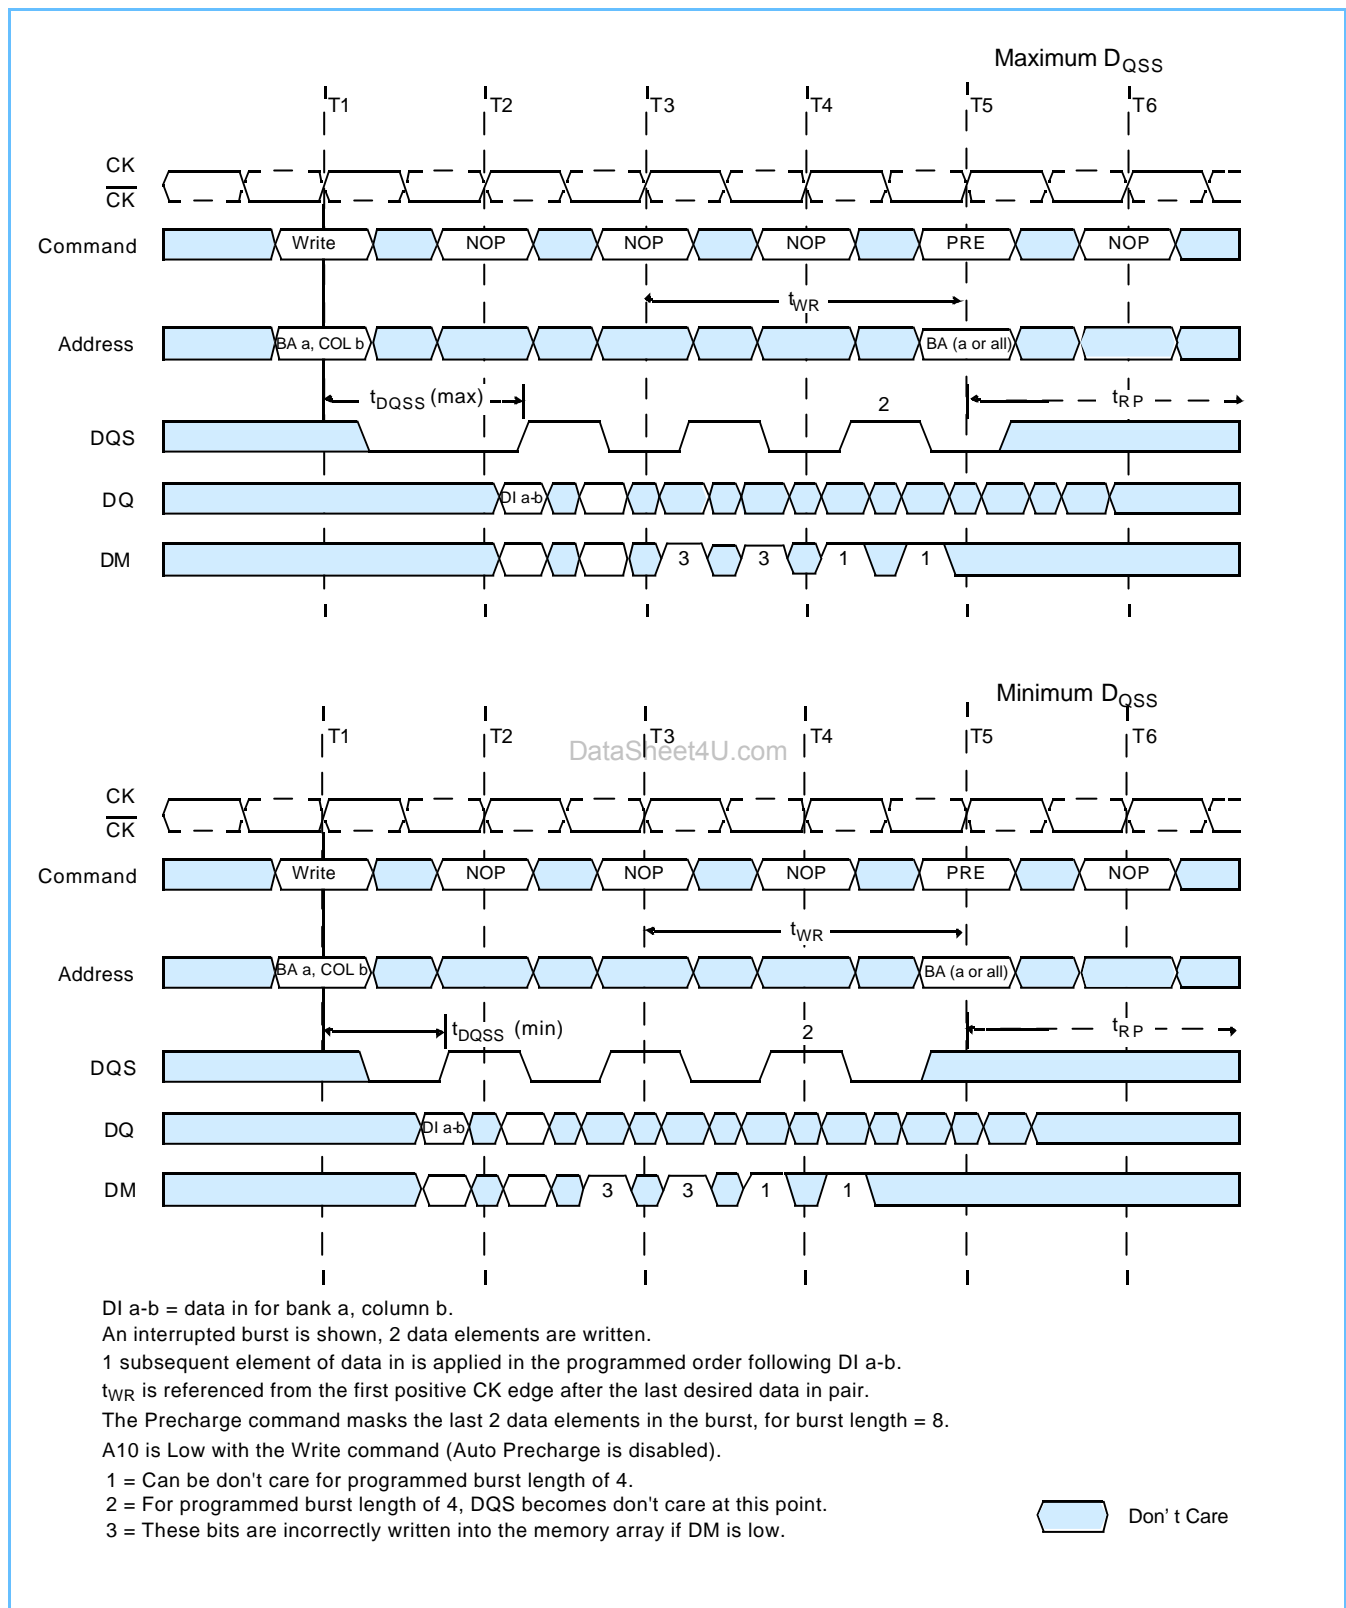 Maximum DQSS
T1 T2 T3 T4 T5 T6
CK
CK
Command Write NOP NOP NOP PRE NOP
tWR
Address BA a, COL b BA (a or all)
tDQSS (max) 2 tRP
DQS
DQ DI a-b
DM 3 3 1 1
Minimum DQSS
T1 T2 T3 T4 T5 T6
DataSheet4U.com
CK
CK
Command Write NOP NOP NOP PRE NOP
tWR
Address BA a, COL b BA (a or all)
tDQSS (min) 2 tRP
DQS
DQ DI a-b
DM 3 3 1 1
DI a-b = data in for bank a, column b.
An interrupted burst is shown, 2 data elements are written.
1 subsequent element of data in is applied in the programmed order following DI a-b.
tWR is referenced from the first positive CK edge after the last desired data in pair.
The Precharge command masks the last 2 data elements in the burst, for burst length = 8.
A10 is Low with the Write command (Auto Precharge is disabled).
1 = Can be don't care for programmed burst length of 4.
2 = For programmed burst length of 4, DQS becomes don't care at this point.
3 = These bits are incorrectly written into the memory array if DM is low.
Don' t Care